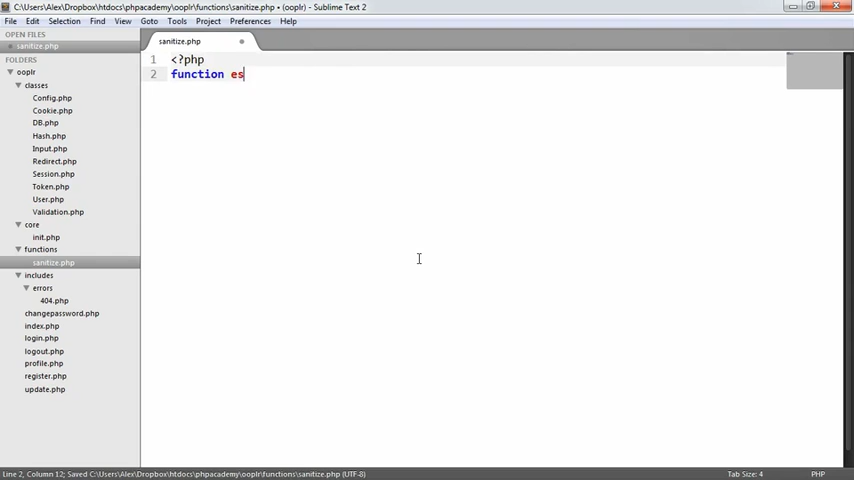 C:\Users\Alex\Dropbox\htdocs\phpacademy\ooplr\functions\sanitize.php • (ooplr) - Sublime Text 2
File Edit Selection Find View Goto Tools Project Preferences Help
OPEN FILES
sanitize.php
FOLDERS
ooplr
classes
Config.php
Cookie.php
DB.php
Hash.php
Input.php
Redirect.php
Session.php
Token.php
User.php
Validation.php
core
init.php
functions
sanitize.php
includes
errors
404.php
changepassword.php
index.php
login.php
logout.php
profile.php
register.php
update.php
sanitize.php
1 <?php
2 function es
Line 2, Column 12; Saved C:\Users\Alex\Dropbox\htdocs\phpacademy\ooplr\functions\sanitize.php (UTF-8)
Tab Size: 4
PHP